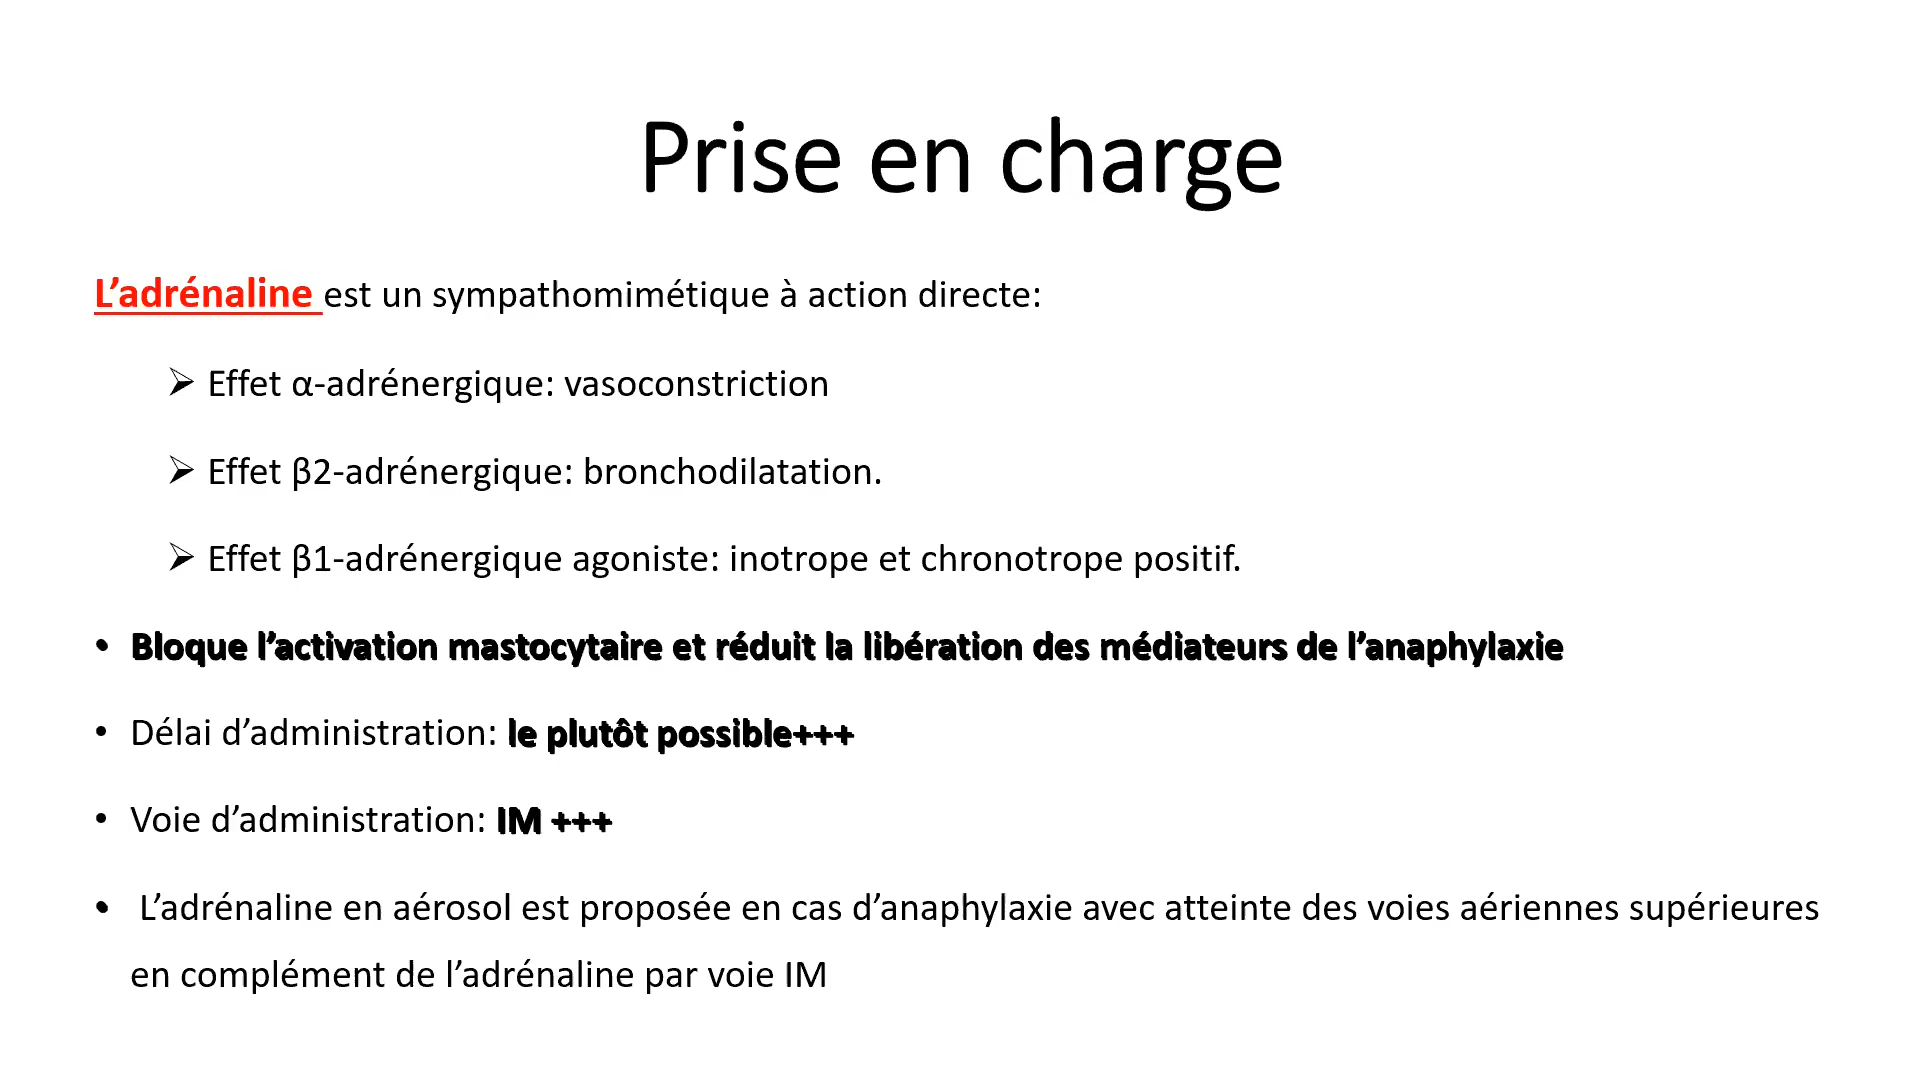 Prise en charge
L’adrénaline est un sympathomimétique à action directe:
➢ Effet α-adrénergique: vasoconstriction
➢ Effet β2-adrénergique: bronchodilatation.
➢ Effet β1-adrénergique agoniste: inotrope et chronotrope positif.
• Bloque l’activation mastocytaire et réduit la libération des médiateurs de l’anaphylaxie
• Délai d’administration: le plutôt possible+++
• Voie d’administration: IM +++
• L’adrénaline en aérosol est proposée en cas d’anaphylaxie avec atteinte des voies aériennes supérieures
en complément de l’adrénaline par voie IM